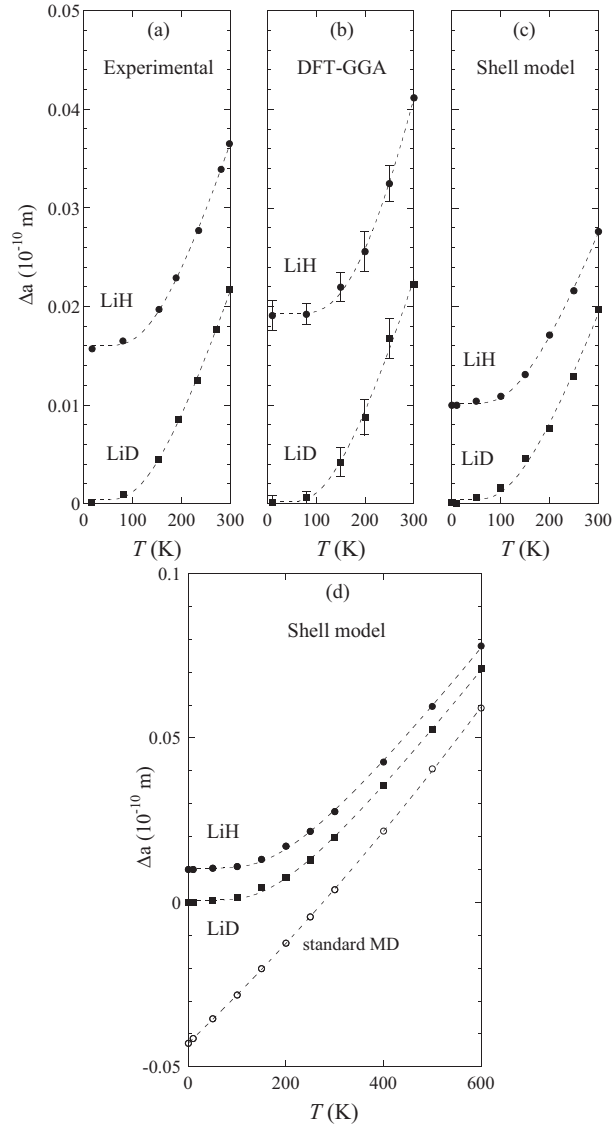 (a) (b) (c)
Experimental DFT-GGA Shell model
0.05
0.04
0.03
0.02
0.01
0
Δa (10⁻¹⁰ m)
LiH LiH LiH
LiD LiD LiD
0 100 200 300 0 100 200 300 0 100 200 300
T (K) T (K) T (K)
(d)
Shell model
0.1
0.05
0
-0.05
Δa (10⁻¹⁰ m)
LiH
LiD
standard MD
0 200 400 600
T (K)